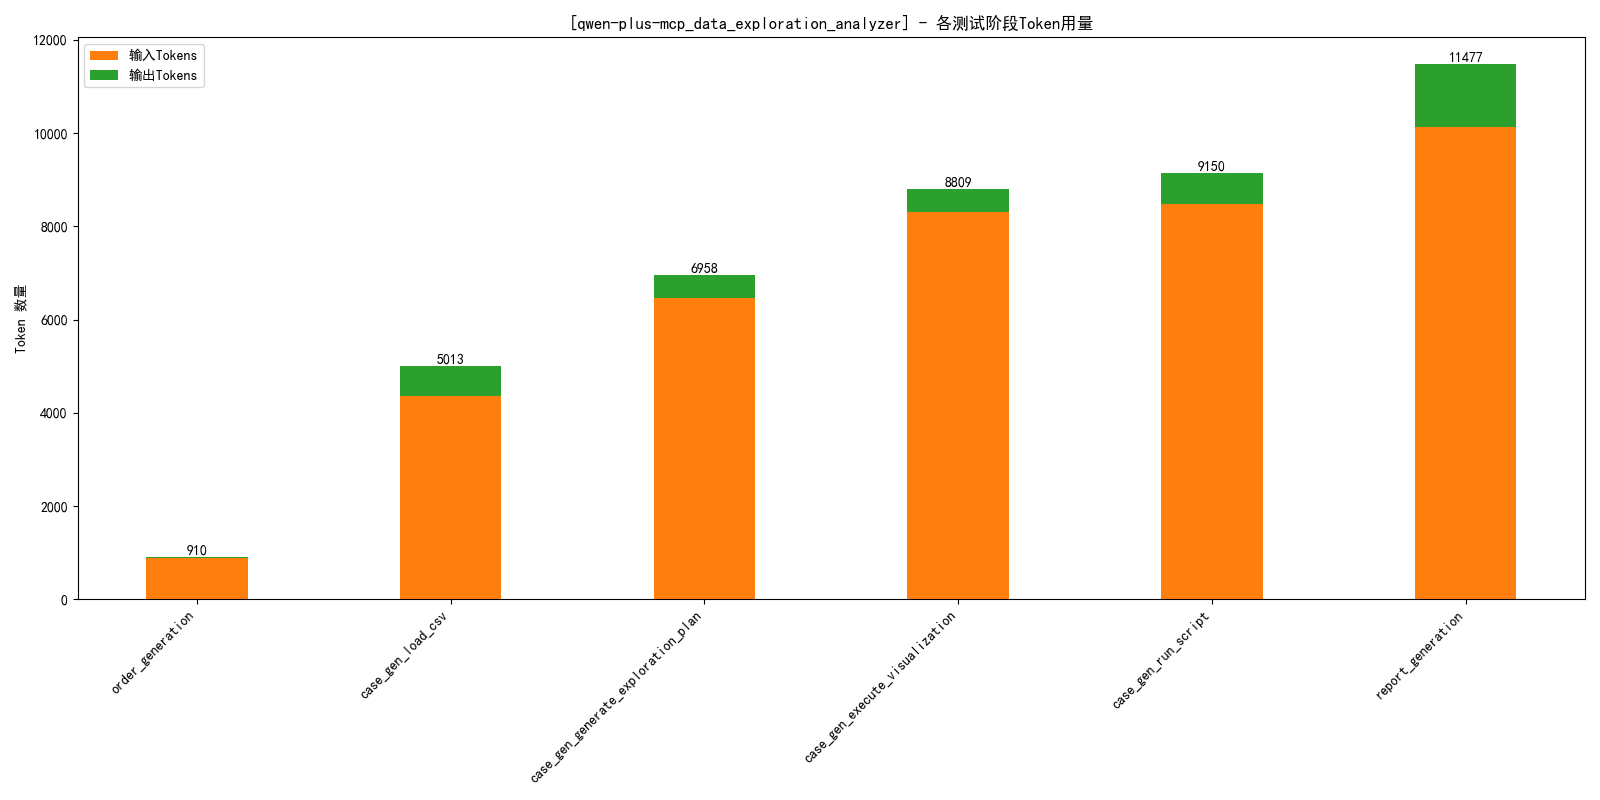 [qwen-plus-mcp_data_exploration_analyzer] - 各测试阶段Token用量
输入Tokens
输出Tokens
Token 数量
12000
10000
8000
6000
4000
2000
0
910
5013
6958
8809
9150
11477
order_generation
case_gen_load_csv
case_gen_generate_exploration_plan
case_gen_execute_visualization
case_gen_run_script
report_generation